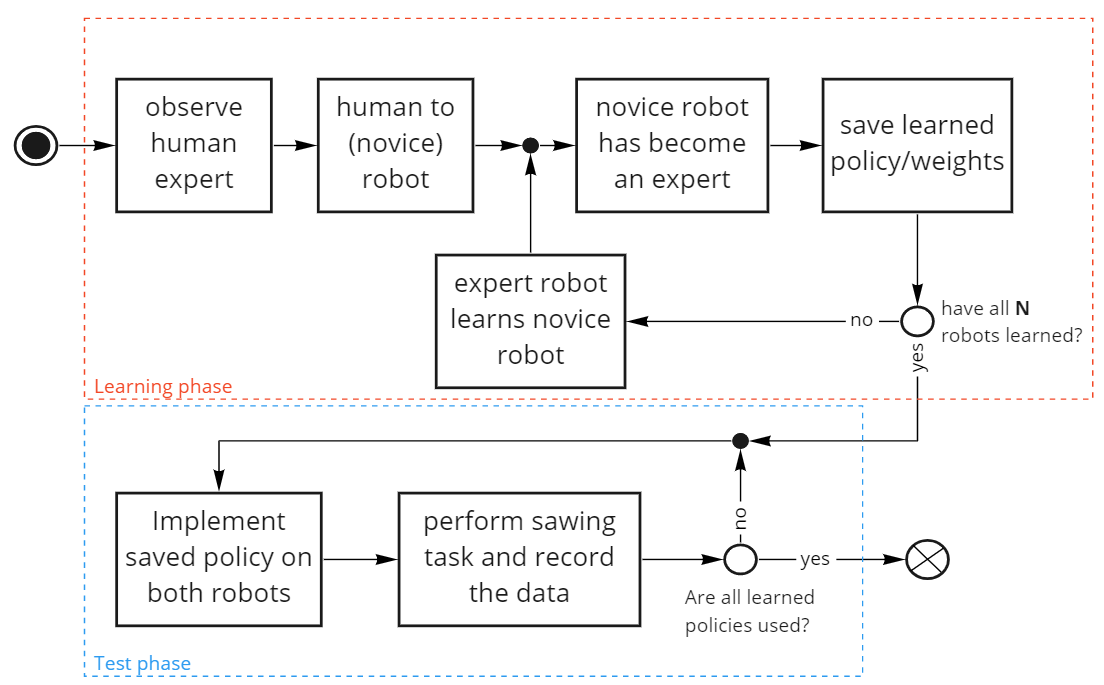 observe
human
expert
human to
(novice)
robot
novice robot
has become
an expert
save learned
policy/weights
expert robot
learns novice
robot
no
have all N
robots learned?
yes
Learning phase
Implement
saved policy on
both robots
perform sawing
task and record
the data
no
yes
Are all learned
policies used?
Test phase